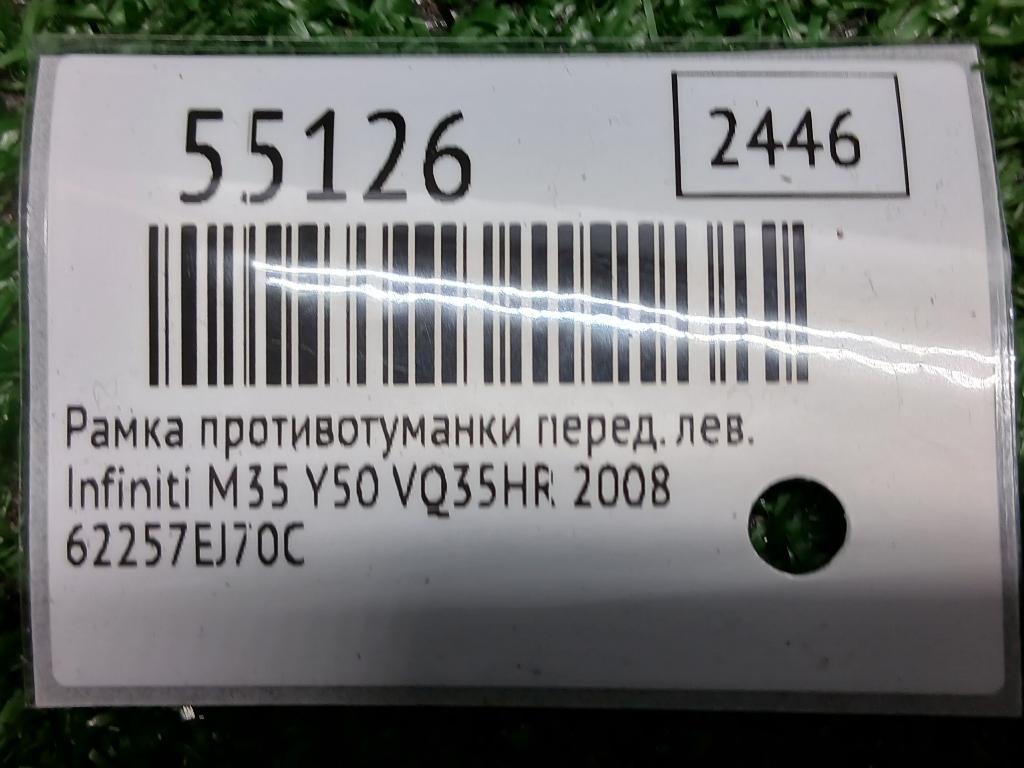 55126
2446
Рамка противотуманки перед. лев.
Infiniti M35 Y50 VQ35HR 2008
62257EJ70C